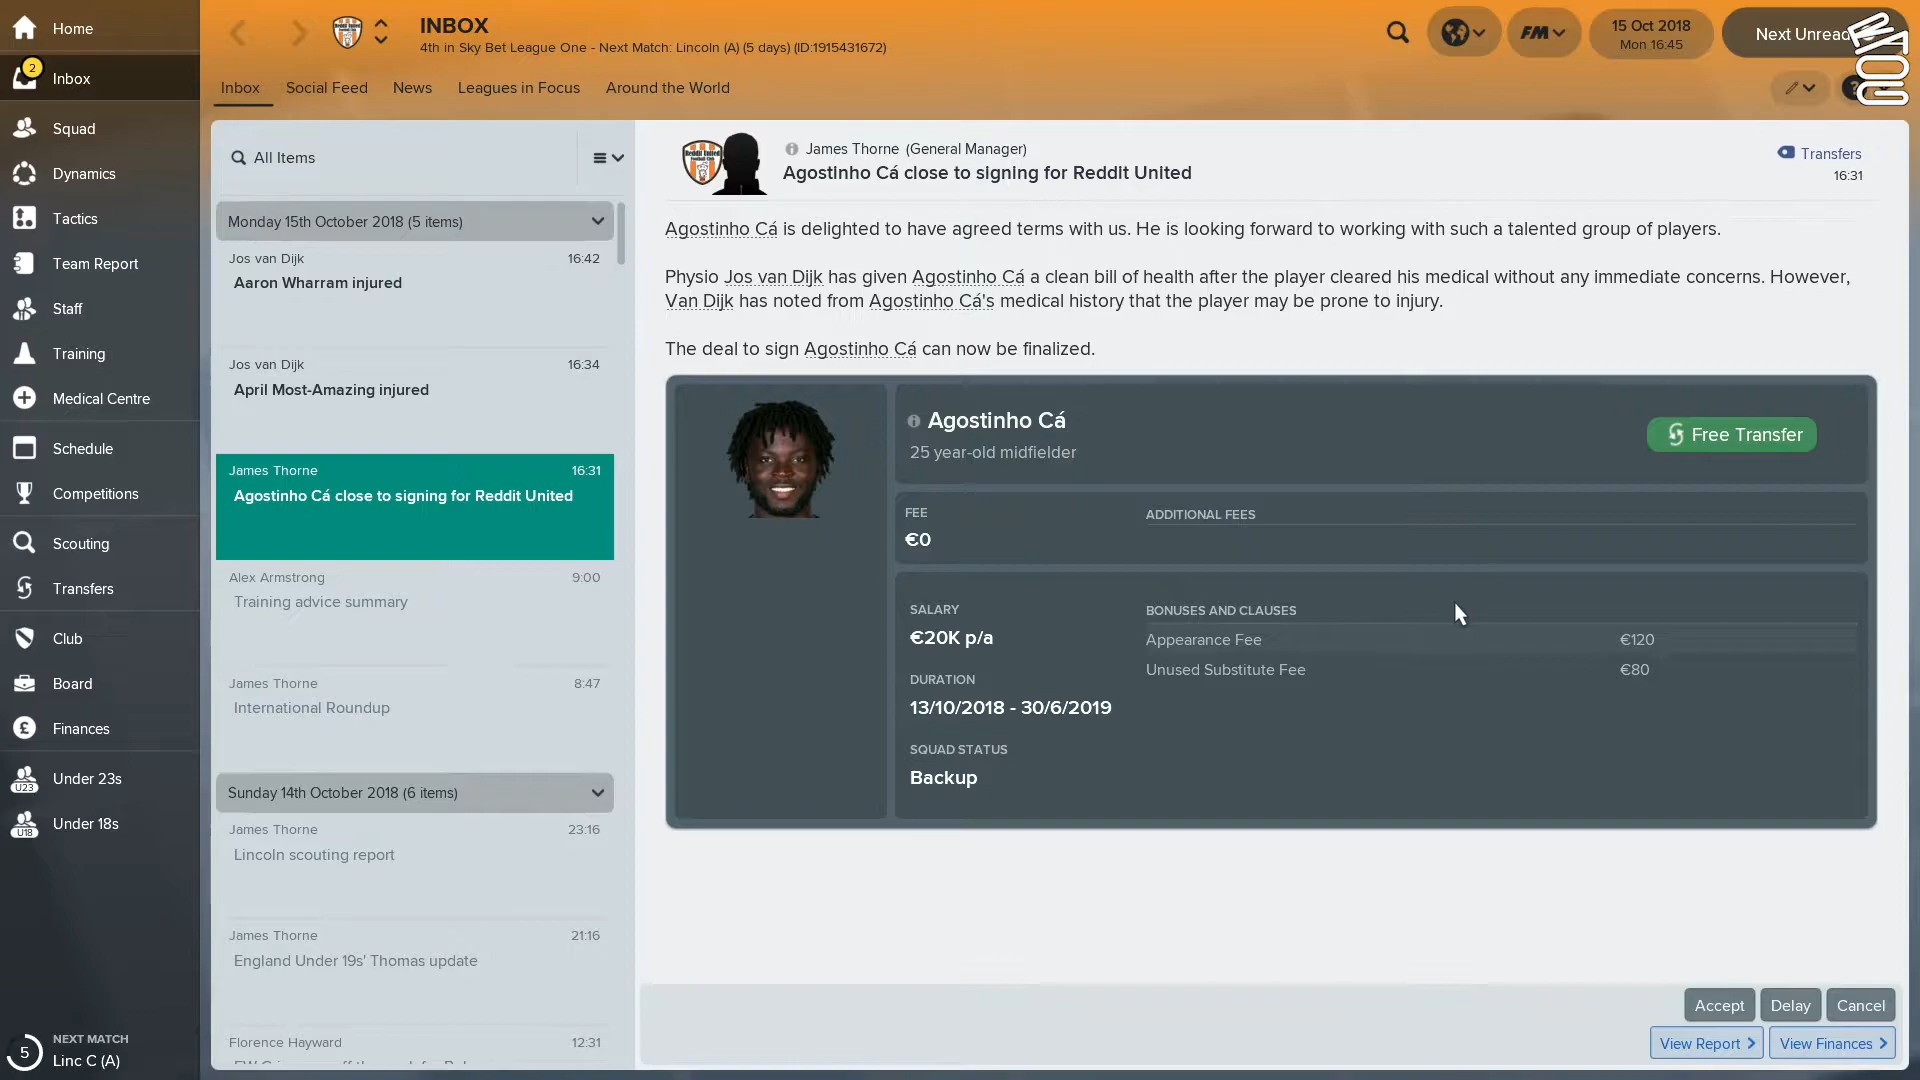 Home
2
Inbox
Squad
Dynamics
Tactics
Team Report
Staff
Training
Medical Centre
Schedule
Competitions
Scouting
Transfers
Club
Board
Finances
U23
Under 23s
U18
Under 18s
5
NEXT MATCH
Linc C (A)
INBOX
4th in Sky Bet League One - Next Match: Lincoln (A) (5 days) (ID:1915431672)
FM
15 Oct 2018
Mon 16:45
Next Unread
Inbox
Social Feed
News
Leagues in Focus
Around the World
All Items
Monday 15th October 2018 (5 items)
Jos van Dijk 16:42
Aaron Wharram injured
Jos van Dijk 16:34
April Most-Amazing injured
James Thorne 16:31
Agostinho Cá close to signing for Reddit United
Alex Armstrong 9:00
Training advice summary
James Thorne 8:47
International Roundup
Sunday 14th October 2018 (6 items)
James Thorne 23:16
Lincoln scouting report
James Thorne 21:16
England Under 19s' Thomas update
Florence Hayward 12:31
James Thorne (General Manager)
Agostinho Cá close to signing for Reddit United
Transfers
16:31
Agostinho Cá is delighted to have agreed terms with us. He is looking forward to working with such a talented group of players.
Physio Jos van Dijk has given Agostinho Cá a clean bill of health after the player cleared his medical without any immediate concerns. However,
Van Dijk has noted from Agostinho Cá's medical history that the player may be prone to injury.
The deal to sign Agostinho Cá can now be finalized.
Agostinho Cá
25 year-old midfielder
Free Transfer
FEE
€0
ADDITIONAL FEES
SALARY
€20K p/a
DURATION
13/10/2018 - 30/6/2019
SQUAD STATUS
Backup
BONUSES AND CLAUSES
Appearance Fee €120
Unused Substitute Fee €80
Accept
Delay
Cancel
View Report
View Finances